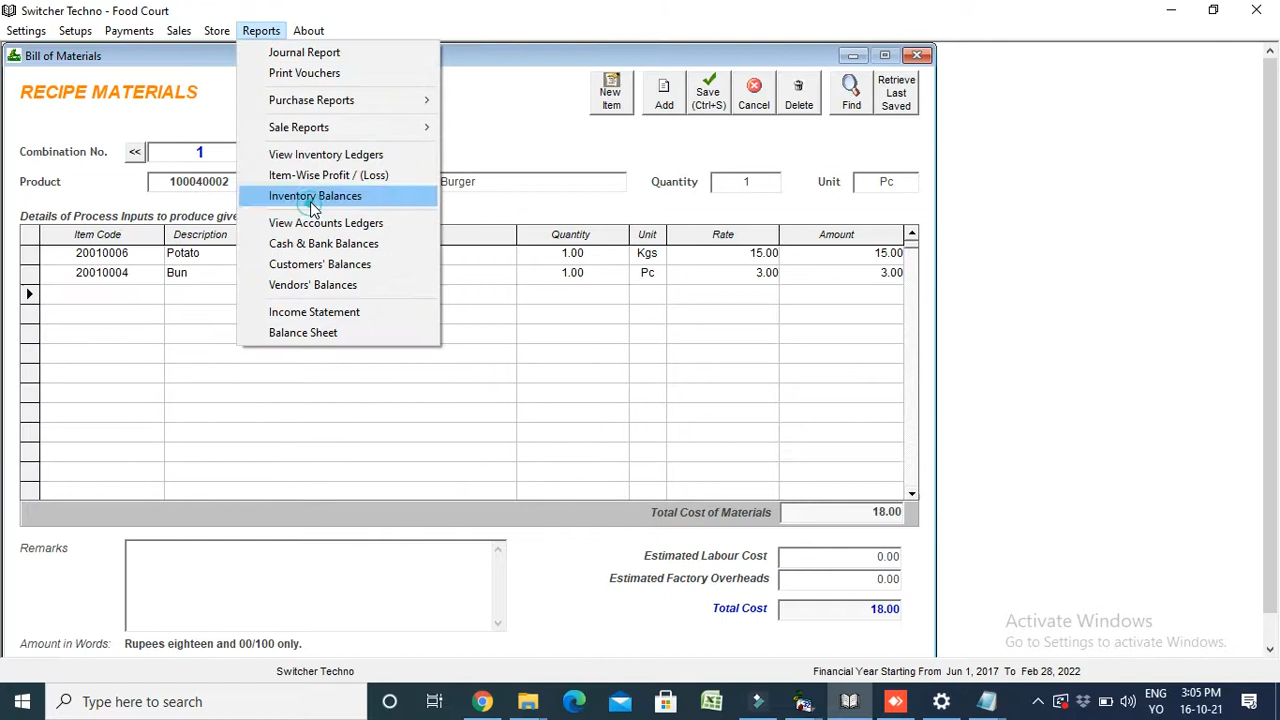 Switcher Techno - Food Court
Settings Setups Payments Sales Store Reports About
Bill of Materials
Journal Report
Print Vouchers
Purchase Reports
Sale Reports
View Inventory Ledgers
Item-Wise Profit / (Loss)
Inventory Balances
View Accounts Ledgers
Cash & Bank Balances
Customers' Balances
Vendors' Balances
Income Statement
Balance Sheet
RECIPE MATERIALS
New Item
Add
Save (Ctrl+S)
Cancel
Delete
Find
Retrieve Last Saved
Combination No. << 1
Product 100040002 Burger Quantity 1 Unit Pc
Details of Process Inputs to produce give
Item Code Description Quantity Unit Rate Amount
20010006 Potato 1.00 Kgs 15.00 15.00
20010004 Bun 1.00 Pc 3.00 3.00
Total Cost of Materials 18.00
Remarks
Estimated Labour Cost 0.00
Estimated Factory Overheads 0.00
Total Cost 18.00
Amount in Words: Rupees eighteen and 00/100 only.
Activate Windows
Go to Settings to activate Windows.
Switcher Techno Financial Year Starting From Jun 1, 2017 To Feb 28, 2022
Type here to search
ENG
YO
3:05 PM
16-10-21